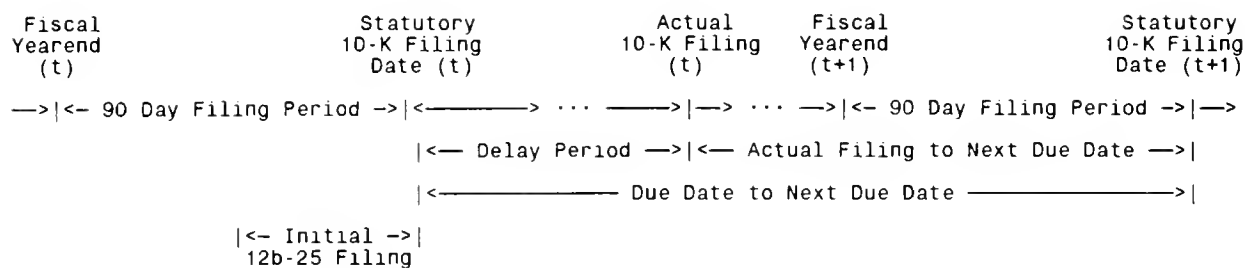 Fiscal Statutory Actual Fiscal Statutory
Yearend 10-K Filing 10-K Filing Yearend 10-K Filing
(t) Date (t) (t) (t+1) Date (t+1)
—>|<— 90 Day Filing Period —>|<———> ··· ———>|—> ··· —>|<— 90 Day Filing Period —>|—>
|<— Delay Period —>|<— Actual Filing to Next Due Date —>|
|<——————— Due Date to Next Due Date ———————>|
|<— Initial —>|
12b-25 Filing